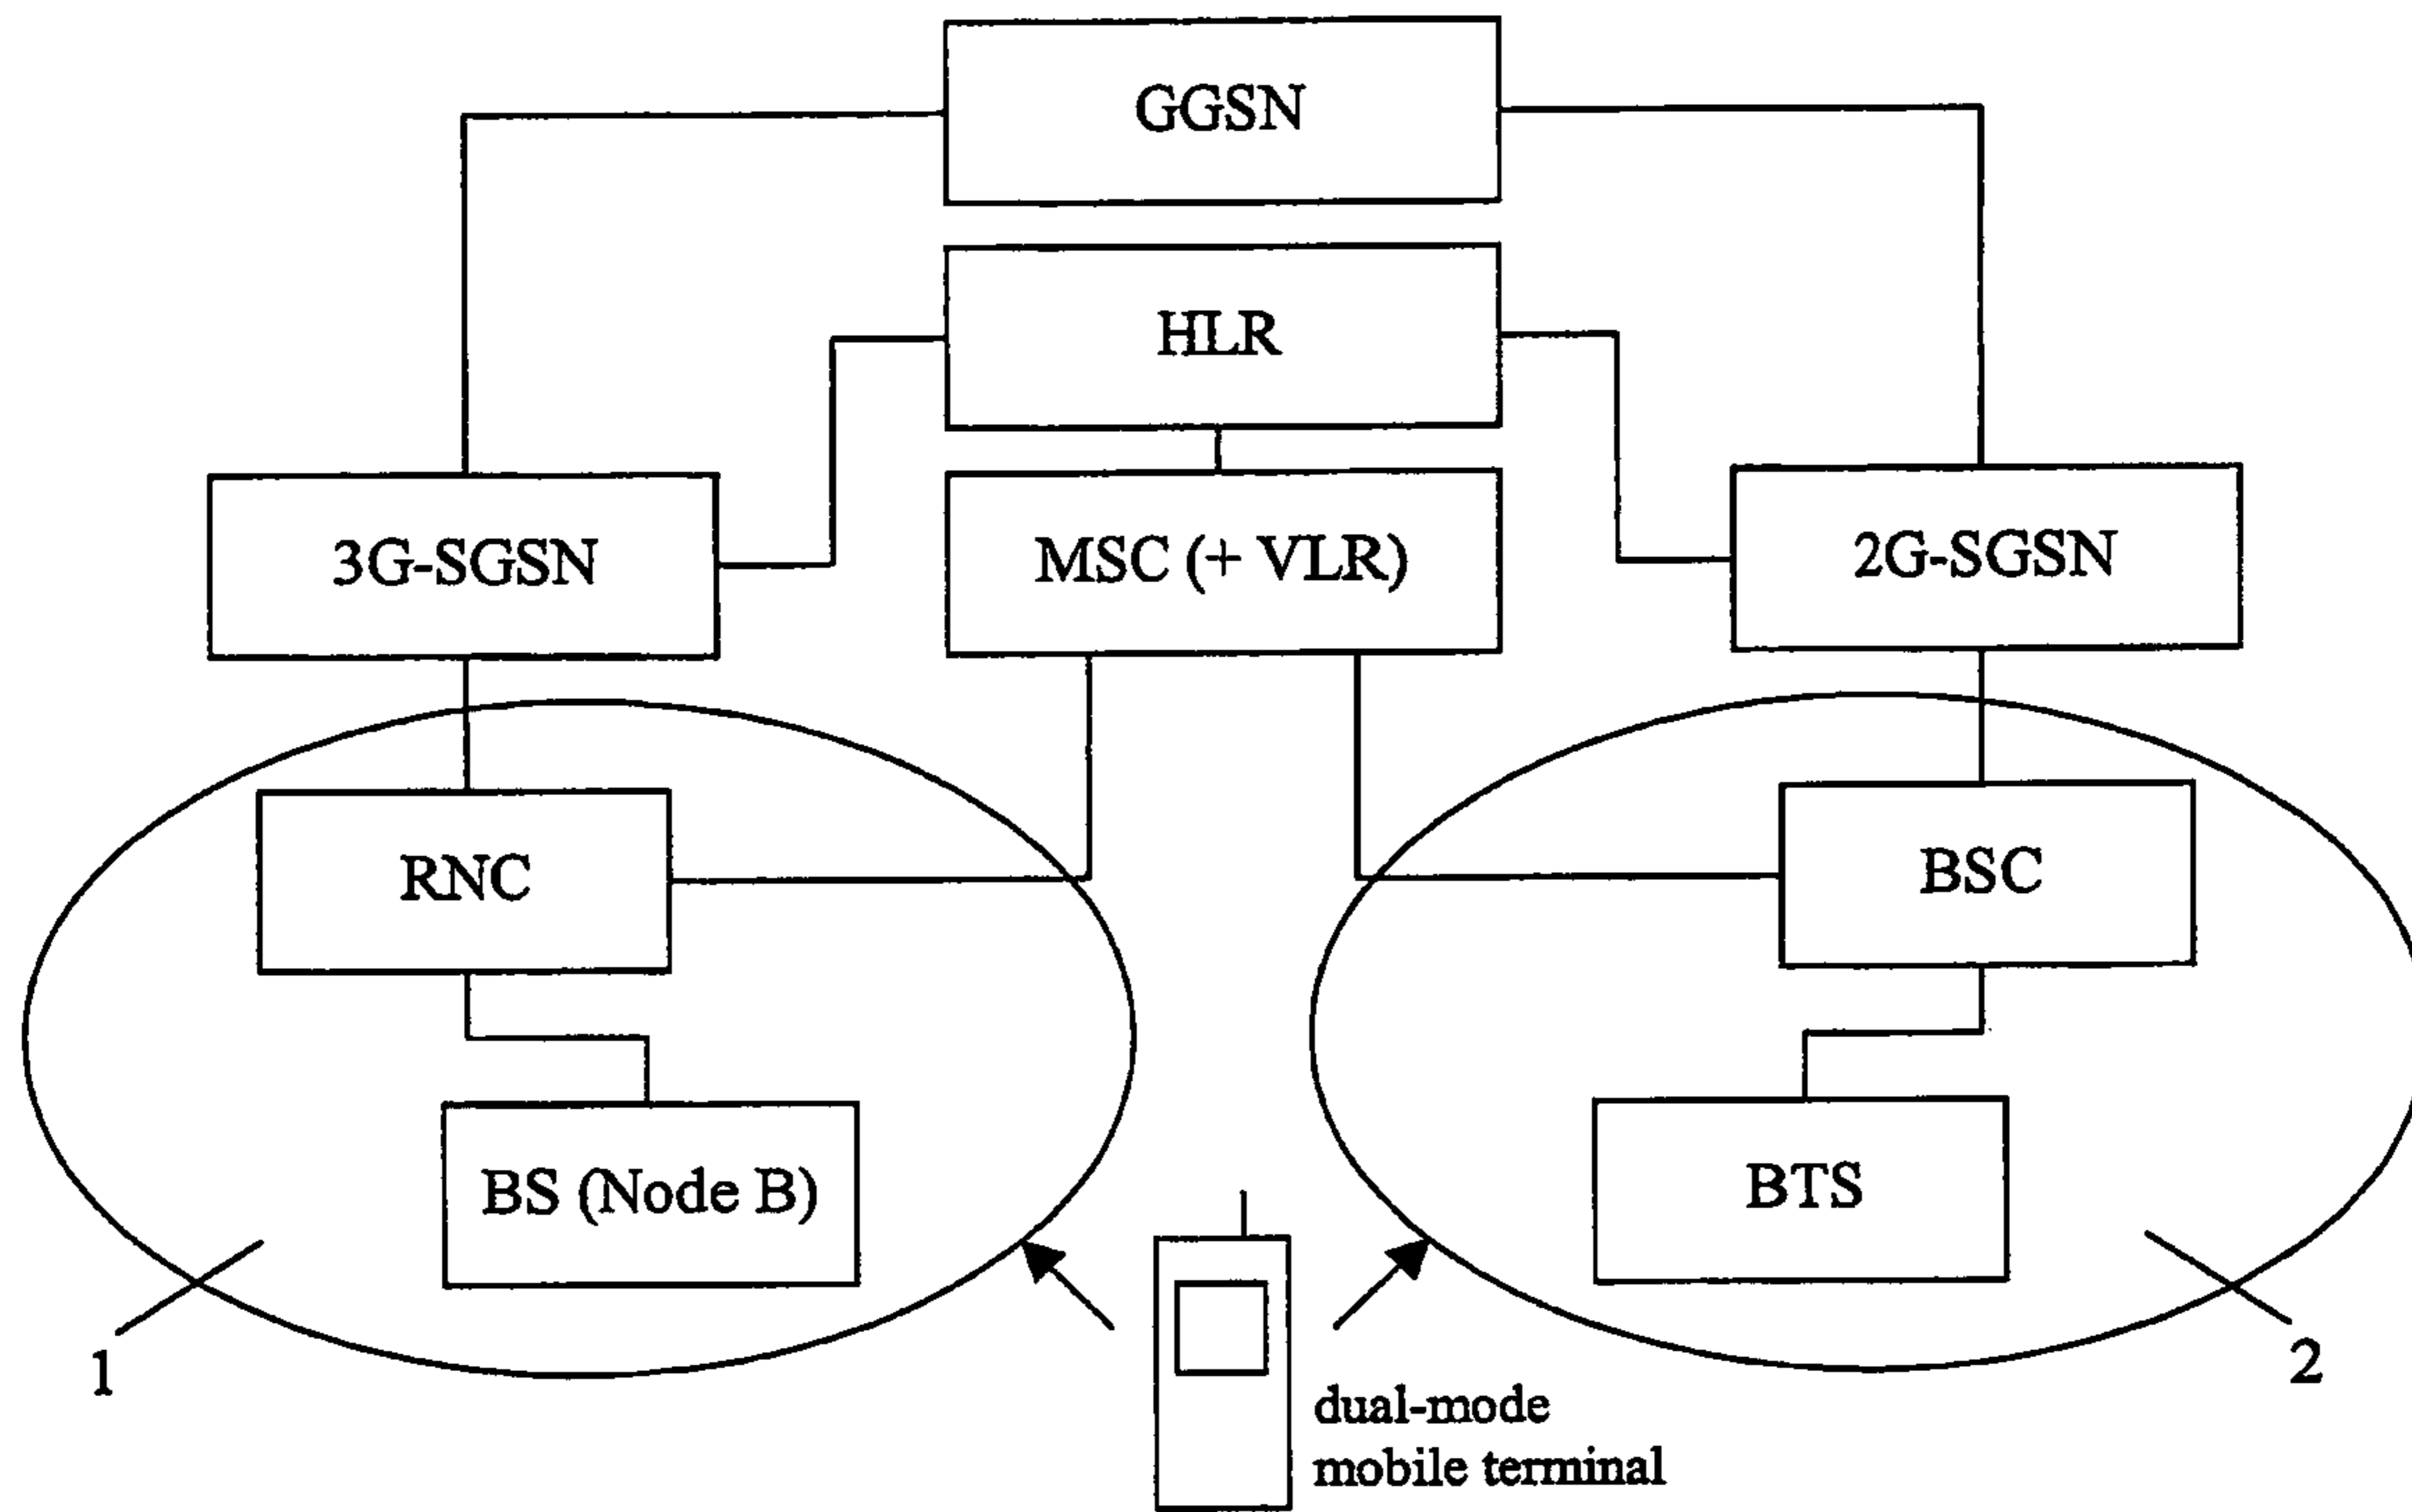 GGSN
HLR
3G-SGSN
MSC (+ VLR)
2G-SGSN
RNC
BSC
BS (Node B)
BTS
1
2
dual-mode
mobile terminal